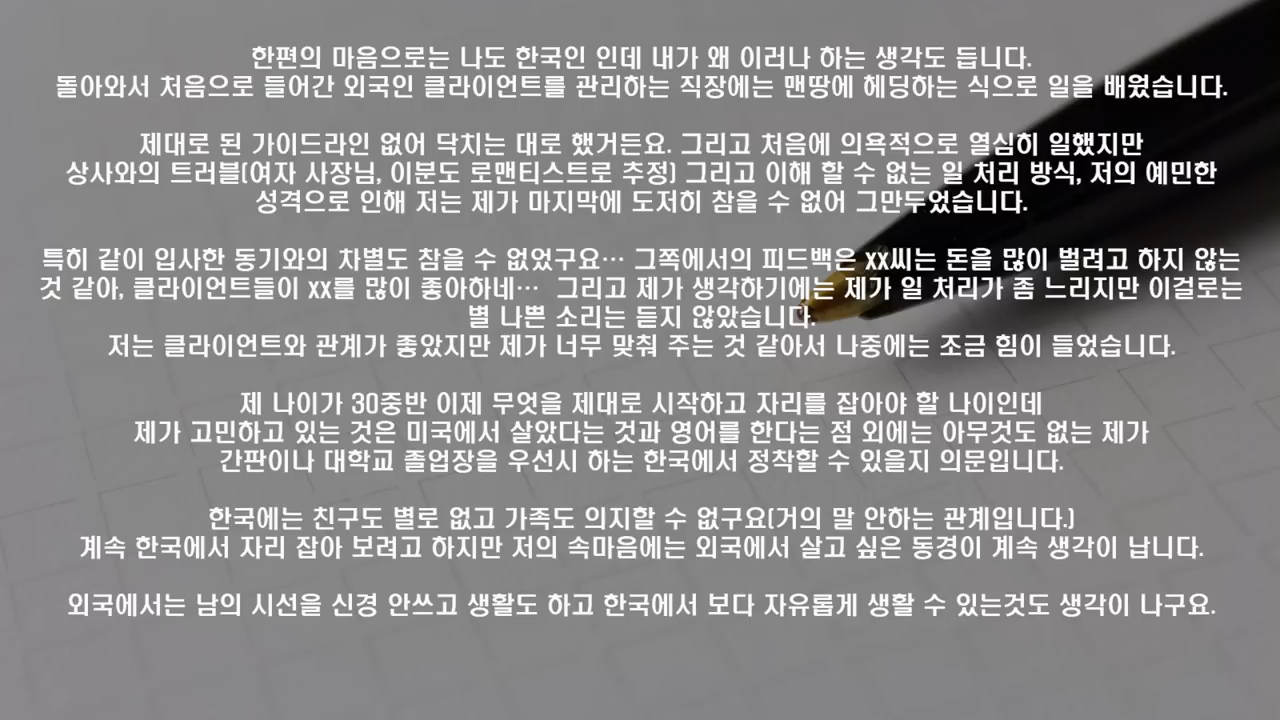 한편의 마음으로는 나도 한국인 인데 내가 왜 이러나 하는 생각도 듭니다.
돌아와서 처음으로 들어간 외국인 클라이언트를 관리하는 직장에는 맨땅에 헤딩하는 식으로 일을 배웠습니다.
제대로 된 가이드라인 없어 닥치는 대로 했거든요. 그리고 처음에 의욕적으로 열심히 일했지만
상사와의 트러블(여자 사장님, 이분도 로맨티스트로 추정) 그리고 이해 할 수 없는 일 처리 방식, 저의 예민한
성격으로 인해 저는 제가 마지막에 도저히 참을 수 없어 그만두었습니다.
특히 같이 입사한 동기와의 차별도 참을 수 없었구요… 그쪽에서의 피드백은 xx씨는 돈을 많이 벌려고 하지 않는
것 같아, 클라이언트들이 xx를 많이 좋아하네… 그리고 제가 생각하기에는 제가 일 처리가 좀 느리지만 이걸로는
별 나쁜 소리는 듣지 않았습니다.
저는 클라이언트와 관계가 좋았지만 제가 너무 맞춰 주는 것 같아서 나중에는 조금 힘이 들었습니다.
제 나이가 30중반 이제 무엇을 제대로 시작하고 자리를 잡아야 할 나이인데
제가 고민하고 있는 것은 미국에서 살았다는 것과 영어를 한다는 점 외에는 아무것도 없는 제가
간판이나 대학교 졸업장을 우선시 하는 한국에서 정착할 수 있을지 의문입니다.
한국에는 친구도 별로 없고 가족도 의지할 수 없구요(거의 말 안하는 관계입니다.)
계속 한국에서 자리 잡아 보려고 하지만 저의 속마음에는 외국에서 살고 싶은 동경이 계속 생각이 납니다.
외국에서는 남의 시선을 신경 안쓰고 생활도 하고 한국에서 보다 자유롭게 생활 수 있는것도 생각이 나구요.